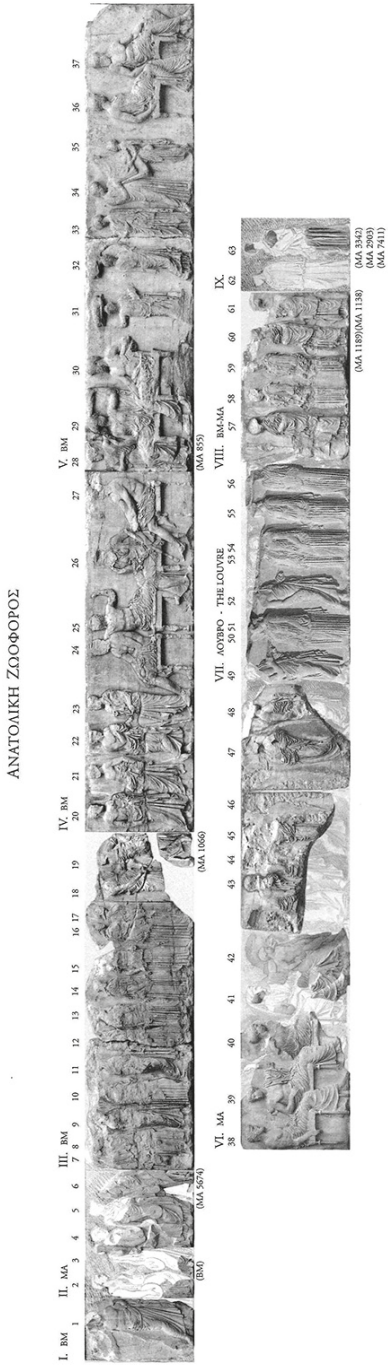 ΑΝΑΤΟΛΙΚΗ ΖΩΟΦΟΡΟΣ
I. BM II. MA III. BM IV. BM V. BM
1 2 3 4 5 6 7 8 9 10 11 12 13 14 15 16 17 18 19 20 21 22 23 24 25 26 27 28 29 30 31 32 33 34 35 36 37
(BM) (MA 5674) (MA 1066) (MA 855)
VI. MA VII. ΛΟΥΒΡΟ - THE LOUVRE VIII. BM-MA IX.
38 39 40 41 42 43 44 45 46 47 48 49 50 51 52 53 54 55 56 57 58 59 60 61 62 63
(MA 1189)(MA 1138) (MA 3342)
(MA 2903)
(MA 7411)